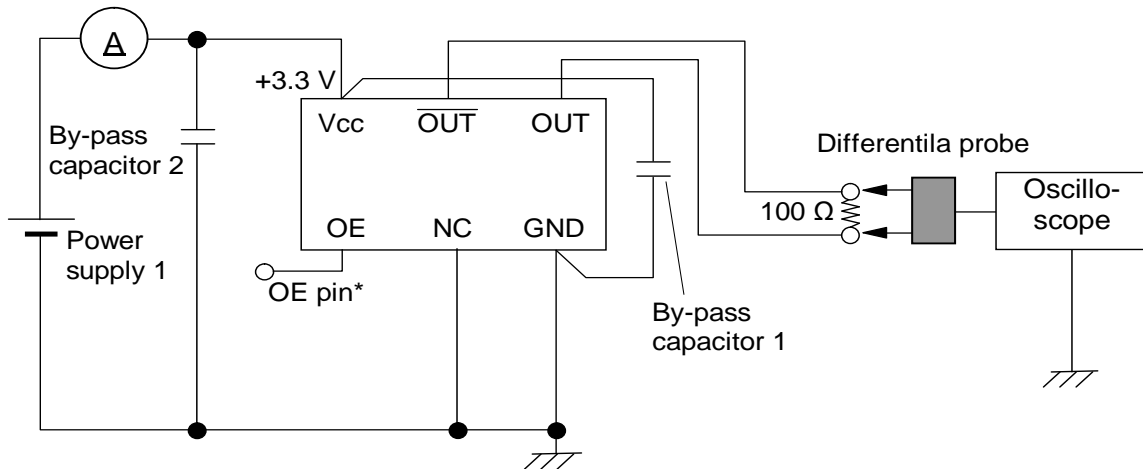 A
+3.3 V
Vcc
OUT
OUT
By-pass
capacitor 2
Differentila probe
Oscillo-
scope
100 Ω
OE
NC
GND
Power
supply 1
OE pin*
By-pass
capacitor 1